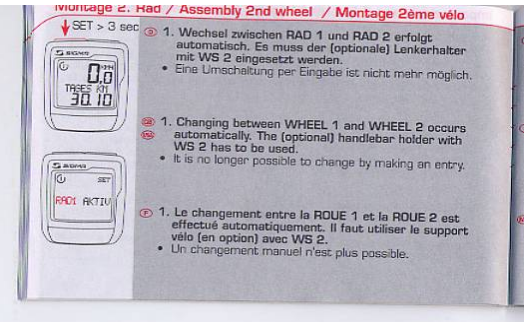 Montage 2. Rad / Assembly 2nd wheel / Montage 2ème vélo
SET > 3 sec
SIGMA
0,0
TAGES KM
30.10
SIGMA
SET
RAD1 AKTIV
D 1. Wechsel zwischen RAD 1 und RAD 2 erfolgt
automatisch. Es muss der (optionale) Lenkerhalter
mit WS 2 eingesetzt werden.
• Eine Umschaltung per Eingabe ist nicht mehr möglich.
GB 1. Changing between WHEEL 1 and WHEEL 2 occurs
USA automatically. The (optional) handlebar holder with
WS 2 has to be used.
• It is no longer possible to change by making an entry.
F 1. Le changement entre la ROUE 1 et la ROUE 2 est
effectué automatiquement. Il faut utiliser le support
vélo (en option) avec WS 2.
• Un changement manuel n'est plus possible.